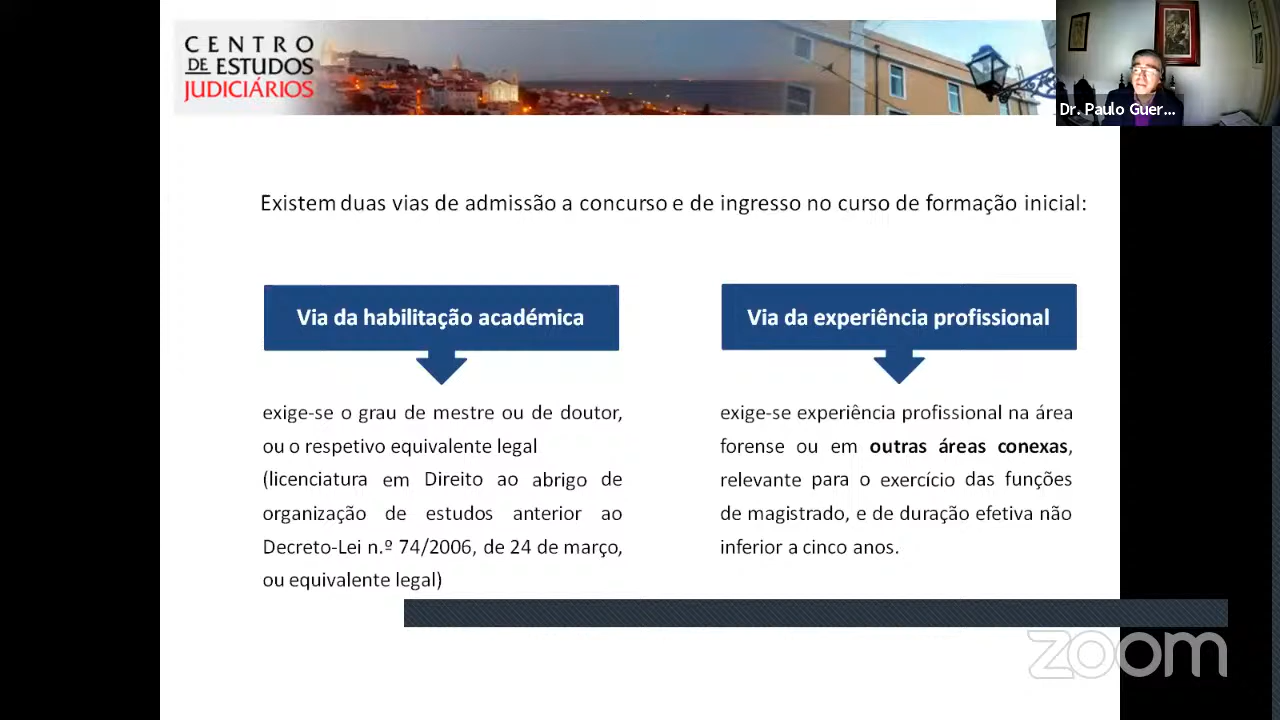 CENTRO
DE ESTUDOS
JUDICIÁRIOS
Dr. Paulo Guer...
Existem duas vias de admissão a concurso e de ingresso no curso de formação inicial:
Via da habilitação académica
exige-se o grau de mestre ou de doutor,
ou o respetivo equivalente legal
(licenciatura em Direito ao abrigo de
organização de estudos anterior ao
Decreto-Lei n.º 74/2006, de 24 de março,
ou equivalente legal)
Via da experiência profissional
exige-se experiência profissional na área
forense ou em outras áreas conexas,
relevante para o exercício das funções
de magistrado, e de duração efetiva não
inferior a cinco anos.
zoom